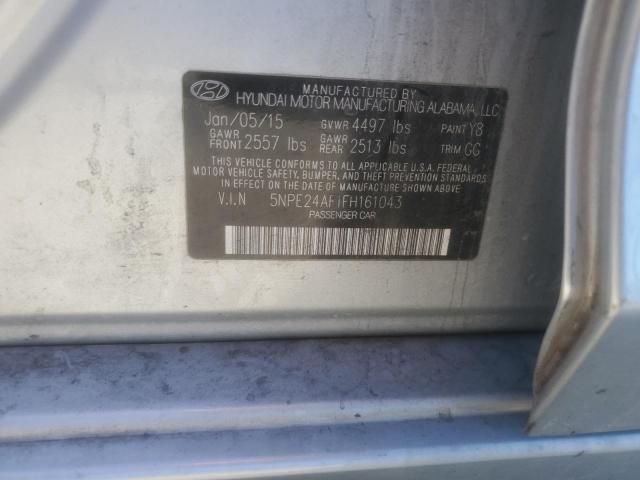 MANUFACTURED BY
HYUNDAI MOTOR MANUFACTURING ALABAMA, LLC
Jan/05/15 GVWR 4497 lbs PAINT Y8
GAWR FRONT 2557 lbs GAWR REAR 2513 lbs TRIM GG
THIS VEHICLE CONFORMS TO ALL APPLICABLE U.S.A. FEDERAL
MOTOR VEHICLE SAFETY, BUMPER, AND THEFT PREVENTION STANDARDS
IN EFFECT ON THE DATE OF MANUFACTURE SHOWN ABOVE.
V.I.N 5NPE24AF1FH161043
PASSENGER CAR